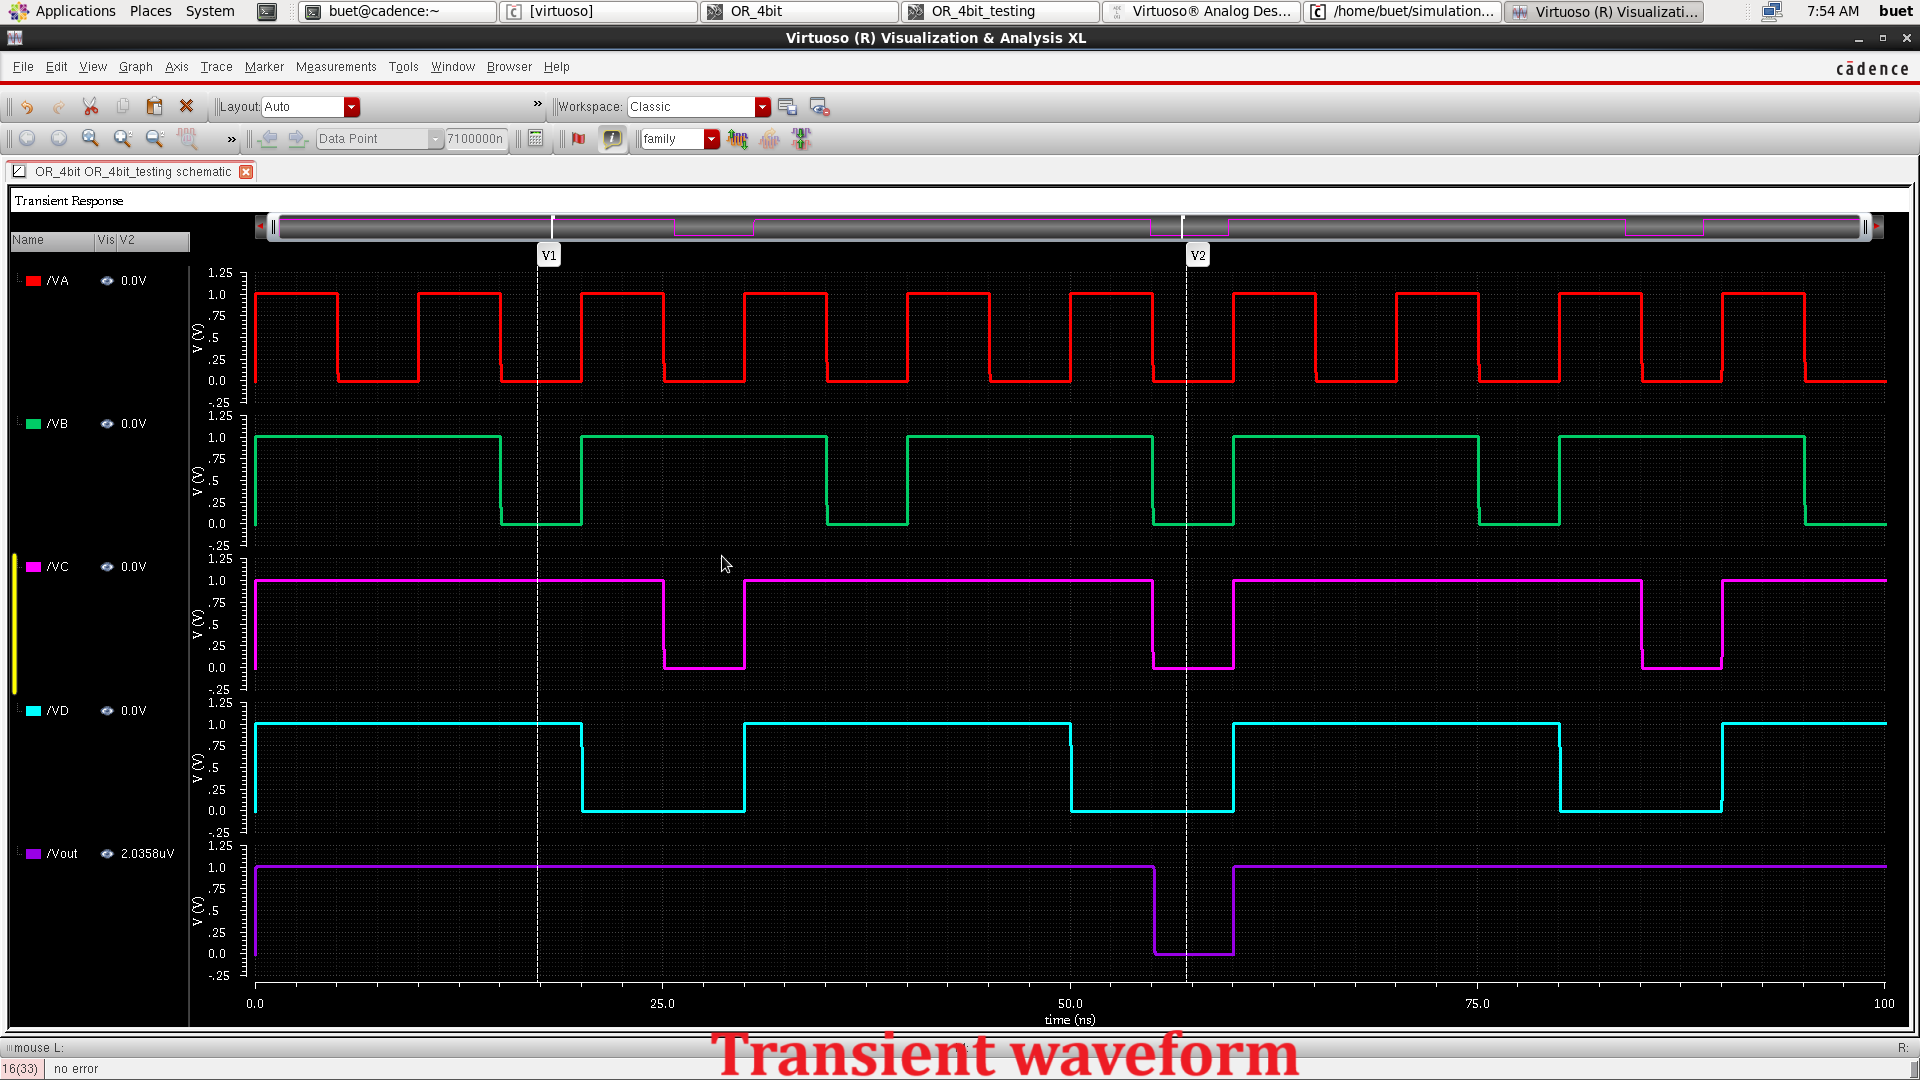 Applications Places System buet@cadence:~ [virtuoso] OR_4bit OR_4bit_testing Virtuoso® Analog Des... /home/buet/simulation... Virtuoso (R) Visualizati... 7:54 AM buet
Virtuoso (R) Visualization & Analysis XL
File Edit View Graph Axis Trace Marker Measurements Tools Window Browser Help cādence
Layout: Auto » Workspace: Classic
» Data Point 7100000n family
OR_4bit OR_4bit_testing schematic
Transient Response
Name Vis V2
V1 V2
/VA 0.0V
1.25
1.0
.75
.5
.25
0.0
-.25
V (V)
/VB 0.0V
1.25
1.0
.75
.5
.25
0.0
-.25
V (V)
/VC 0.0V
1.25
1.0
.75
.5
.25
0.0
-.25
V (V)
/VD 0.0V
1.25
1.0
.75
.5
.25
0.0
-.25
V (V)
/Vout 2.0358uV
1.25
1.0
.75
.5
.25
0.0
-.25
V (V)
0.0 25.0 50.0 75.0 100
time (ns)
mouse L: R:
Transient waveform
16(33) no error